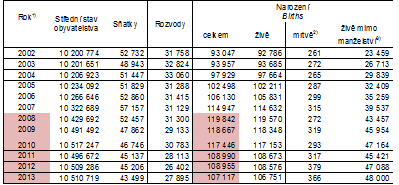 Rok¹⁾ Střední stav obyvatelstva Sňatky Rozvody Narození Births
celkem živě mrtvě²⁾ živě mimo manželství³⁾
2002 10 200 774 52 732 31 758 93 047 92 786 261 23 459
2003 10 201 651 48 943 32 824 93 957 93 685 272 26 713
2004 10 206 923 51 447 33 060 97 929 97 664 265 29 839
2005 10 234 092 51 829 31 288 102 498 102 211 287 32 409
2006 10 266 646 52 860 31 415 106 130 105 831 299 35 259
2007 10 322 689 57 157 31 129 114 947 114 632 315 39 537
2008 10 429 692 52 457 31 300 119 842 119 570 272 43 457
2009 10 491 492 47 862 29 133 118 667 118 348 319 45 954
2010 10 517 247 46 746 30 783 117 446 117 153 293 47 164
2011 10 496 672 45 137 28 113 108 990 108 673 317 45 421
2012 10 509 286 45 206 26 402 108 955 108 576 379 47 088
2013 10 510 719 43 499 27 895 107 117 106 751 366 48 000